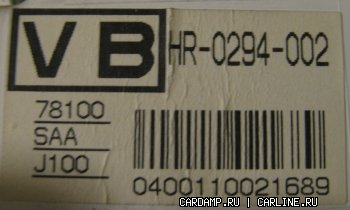 VB HR-0294-002
78100
SAA
J100
0400110021689
CARDAMP.RU | CARLINE.RU